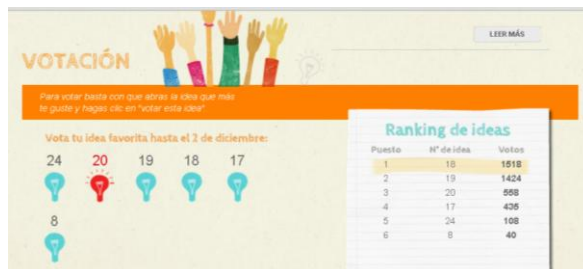 LEER MÁS
VOTACIÓN
Para votar basta con que abras la idea que más
te guste y hagas clic en "votar esta idea".
Vota tu idea favorita hasta el 2 de diciembre:
24 20 19 18 17
8
Ranking de ideas
Puesto Nº de idea Votos
1 18 1518
2 19 1424
3 20 558
4 17 435
5 24 108
6 8 40